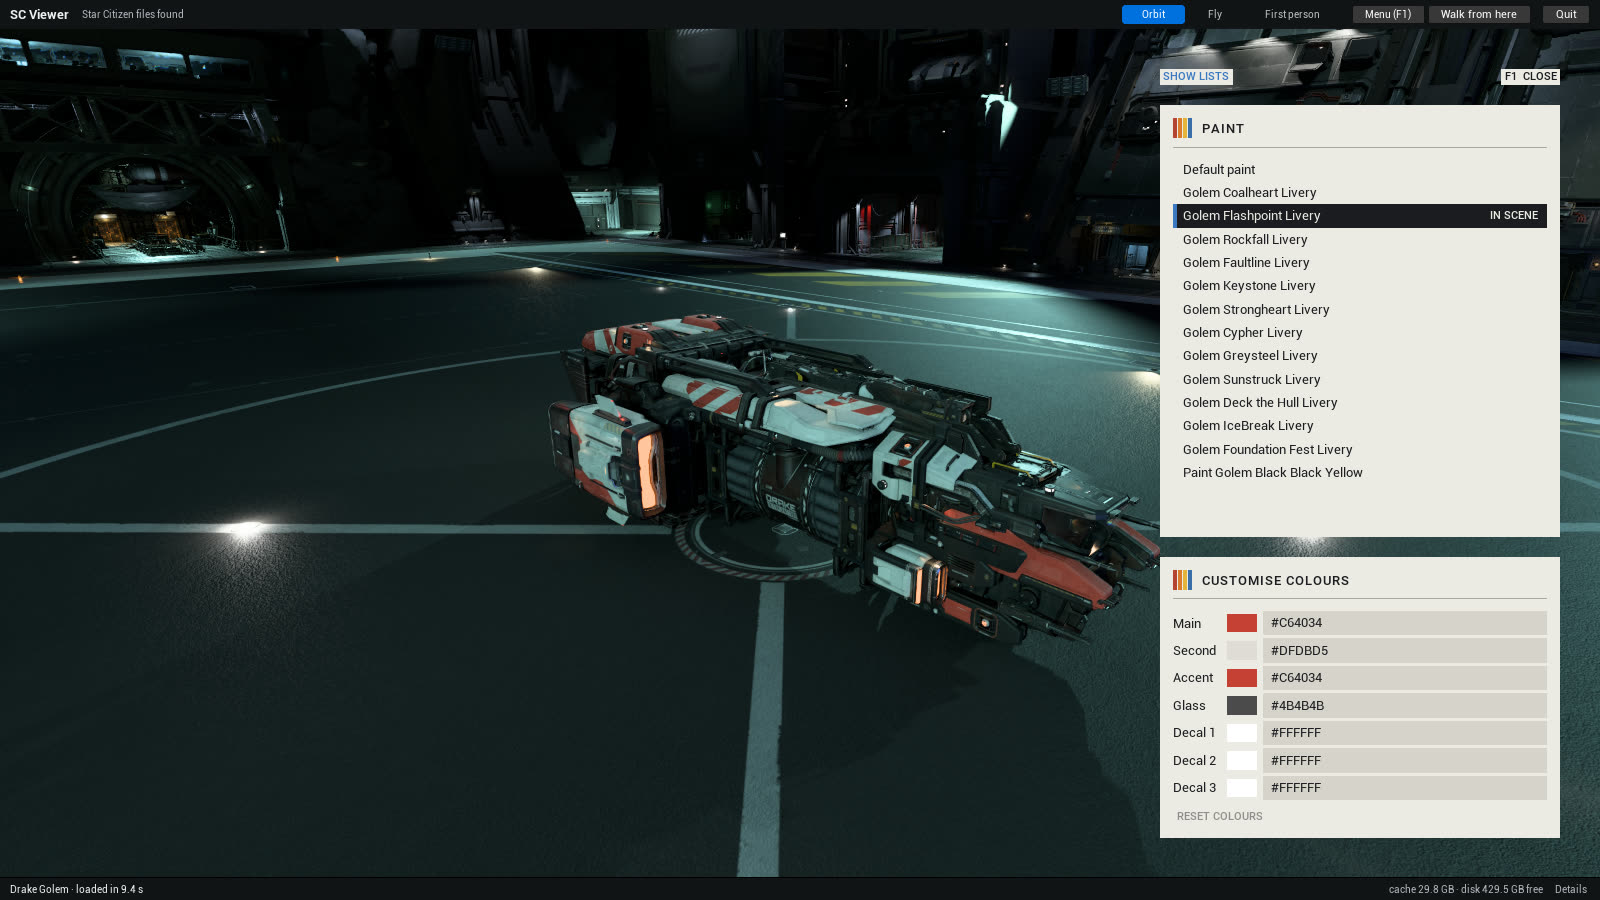 SC Viewer Star Citizen files found Orbit Fly First person Menu (F1) Walk from here Quit
SHOW LISTS F1 CLOSE
PAINT
Default paint
Golem Coalheart Livery
Golem Flashpoint Livery IN SCENE
Golem Rockfall Livery
Golem Faultline Livery
Golem Keystone Livery
Golem Strongheart Livery
Golem Cypher Livery
Golem Greysteel Livery
Golem Sunstruck Livery
Golem Deck the Hull Livery
Golem IceBreak Livery
Golem Foundation Fest Livery
Paint Golem Black Black Yellow
DRAKE
CUSTOMISE COLOURS
Main #C64034
Second #DFDBD5
Accent #C64034
Glass #4B4B4B
Decal 1 #FFFFFF
Decal 2 #FFFFFF
Decal 3 #FFFFFF
RESET COLOURS
Drake Golem · loaded in 9.4 s cache 29.8 GB · disk 429.5 GB free Details